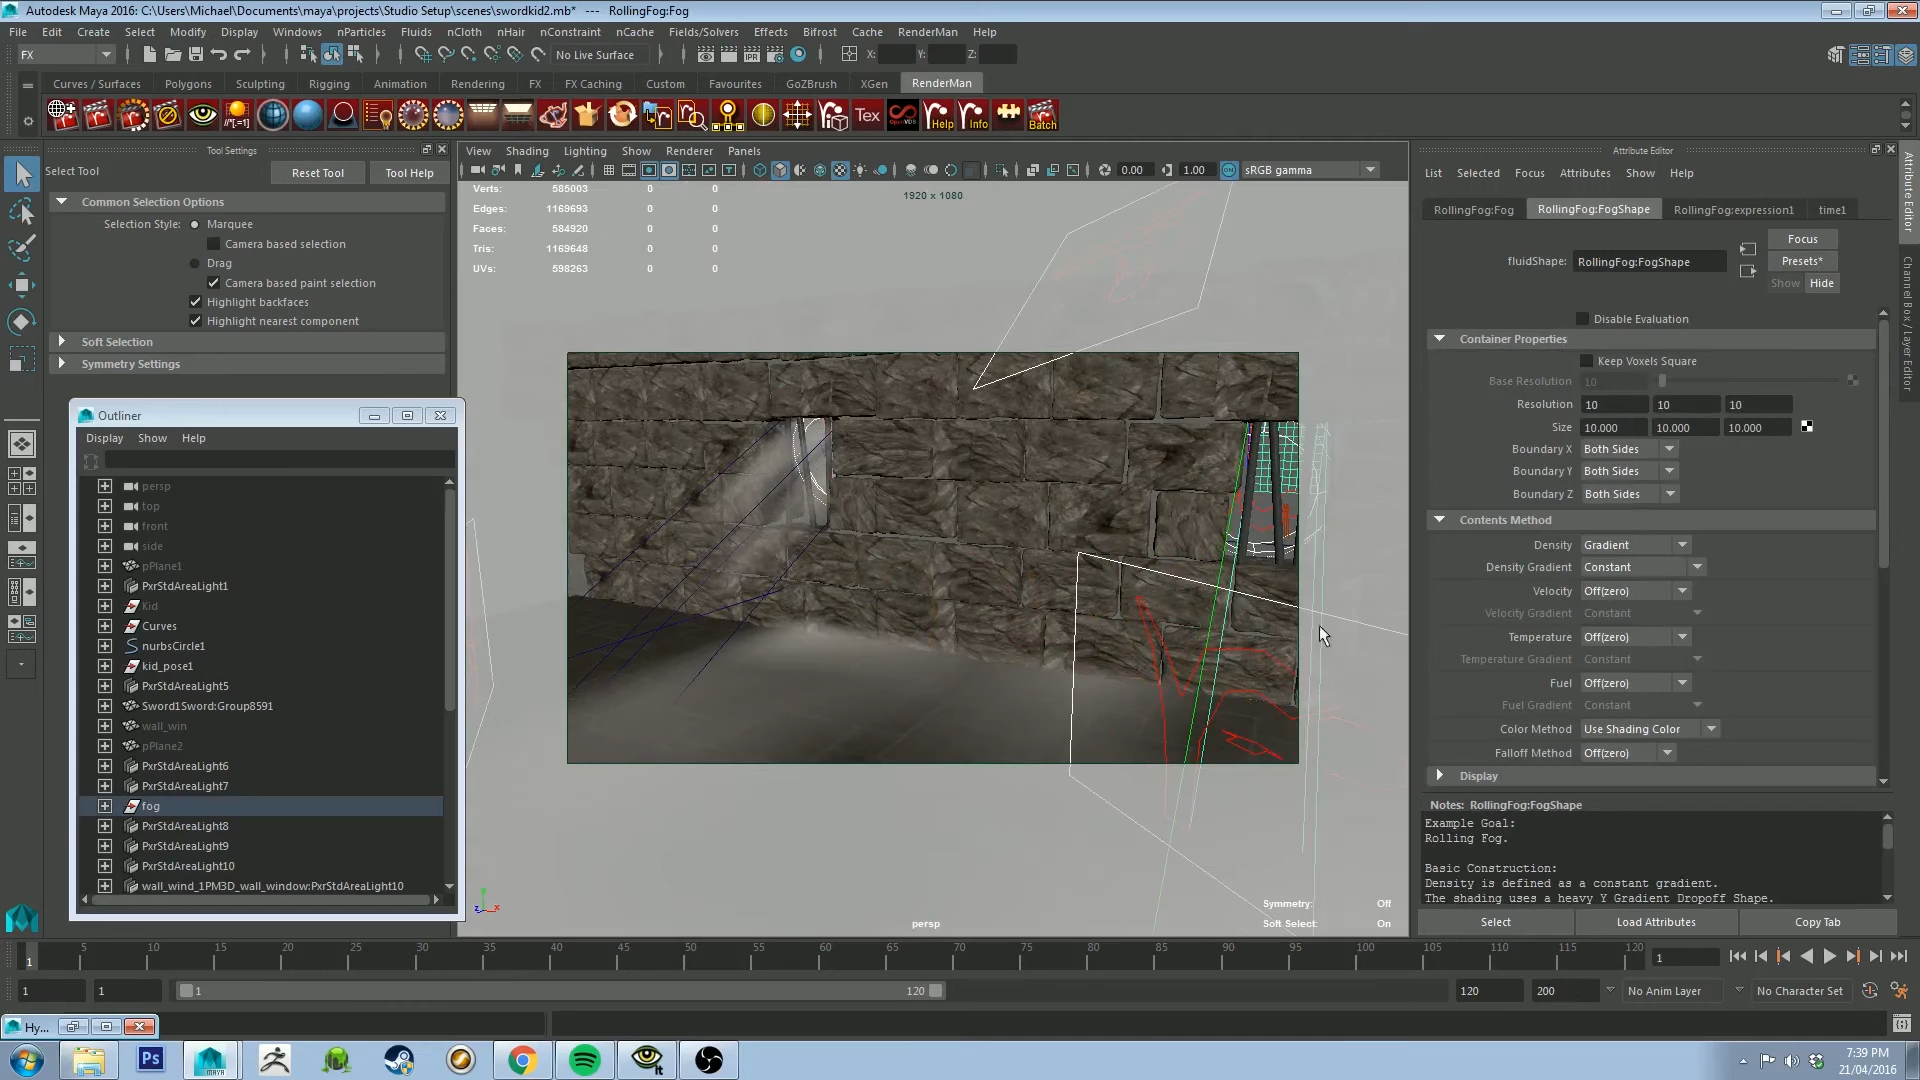 Autodesk Maya 2016: C:\Users\Michael\Documents\maya\projects\Studio Setup\scenes\swordkid2.mb* --- RollingFog:Fog
File Edit Create Select Modify Display Windows nParticles Fluids nCloth nHair nConstraint nCache Fields/Solvers Effects Bifrost Cache RenderMan Help
FX No Live Surface X: Y: Z:
Curves / Surfaces Polygons Sculpting Rigging Animation Rendering FX FX Caching Custom Favourites GoZBrush XGen RenderMan
Tex Help Info Batch
Tool Settings
Select Tool Reset Tool Tool Help
Common Selection Options
Selection Style: Marquee
Camera based selection
Drag
Camera based paint selection
Highlight backfaces
Highlight nearest component
Soft Selection
Symmetry Settings
View Shading Lighting Show Renderer Panels
0.00 1.00 sRGB gamma
Verts: 585003 0 0
Edges: 1169693 0 0
Faces: 584920 0 0
Tris: 1169648 0 0
UVs: 598263 0 0
1920 x 1080
Symmetry: Off
Soft Select: On
persp
Outliner
Display Show Help
persp
top
front
side
pPlane1
PxrStdAreaLight1
Kid
Curves
nurbsCircle1
kid_pose1
PxrStdAreaLight5
Sword1Sword:Group8591
wall_win
pPlane2
PxrStdAreaLight6
PxrStdAreaLight7
fog
PxrStdAreaLight8
PxrStdAreaLight9
PxrStdAreaLight10
wall_wind_1PM3D_wall_window:PxrStdAreaLight10
Attribute Editor
List Selected Focus Attributes Show Help
RollingFog:Fog RollingFog:FogShape RollingFog:expression1 time1
fluidShape: RollingFog:FogShape
Focus
Presets*
Show Hide
Disable Evaluation
Container Properties
Keep Voxels Square
Base Resolution 10
Resolution 10 10 10
Size 10.000 10.000 10.000
Boundary X Both Sides
Boundary Y Both Sides
Boundary Z Both Sides
Contents Method
Density Gradient
Density Gradient Constant
Velocity Off(zero)
Velocity Gradient Constant
Temperature Off(zero)
Temperature Gradient Constant
Fuel Off(zero)
Fuel Gradient Constant
Color Method Use Shading Color
Falloff Method Off(zero)
Display
Notes: RollingFog:FogShape
Example Goal:
Rolling Fog.
Basic Construction:
Density is defined as a constant gradient.
The shading uses a heavy Y Gradient Dropoff Shape.
Select Load Attributes Copy Tab
Attribute Editor
Channel Box / Layer Editor
1 5 10 15 20 25 30 35 40 45 50 55 60 65 70 75 80 85 90 95 100 105 110 115 120 1
1 1 1 120 120 200 No Anim Layer No Character Set
Hy...
Ps
MAYA
it
7:39 PM
21/04/2016